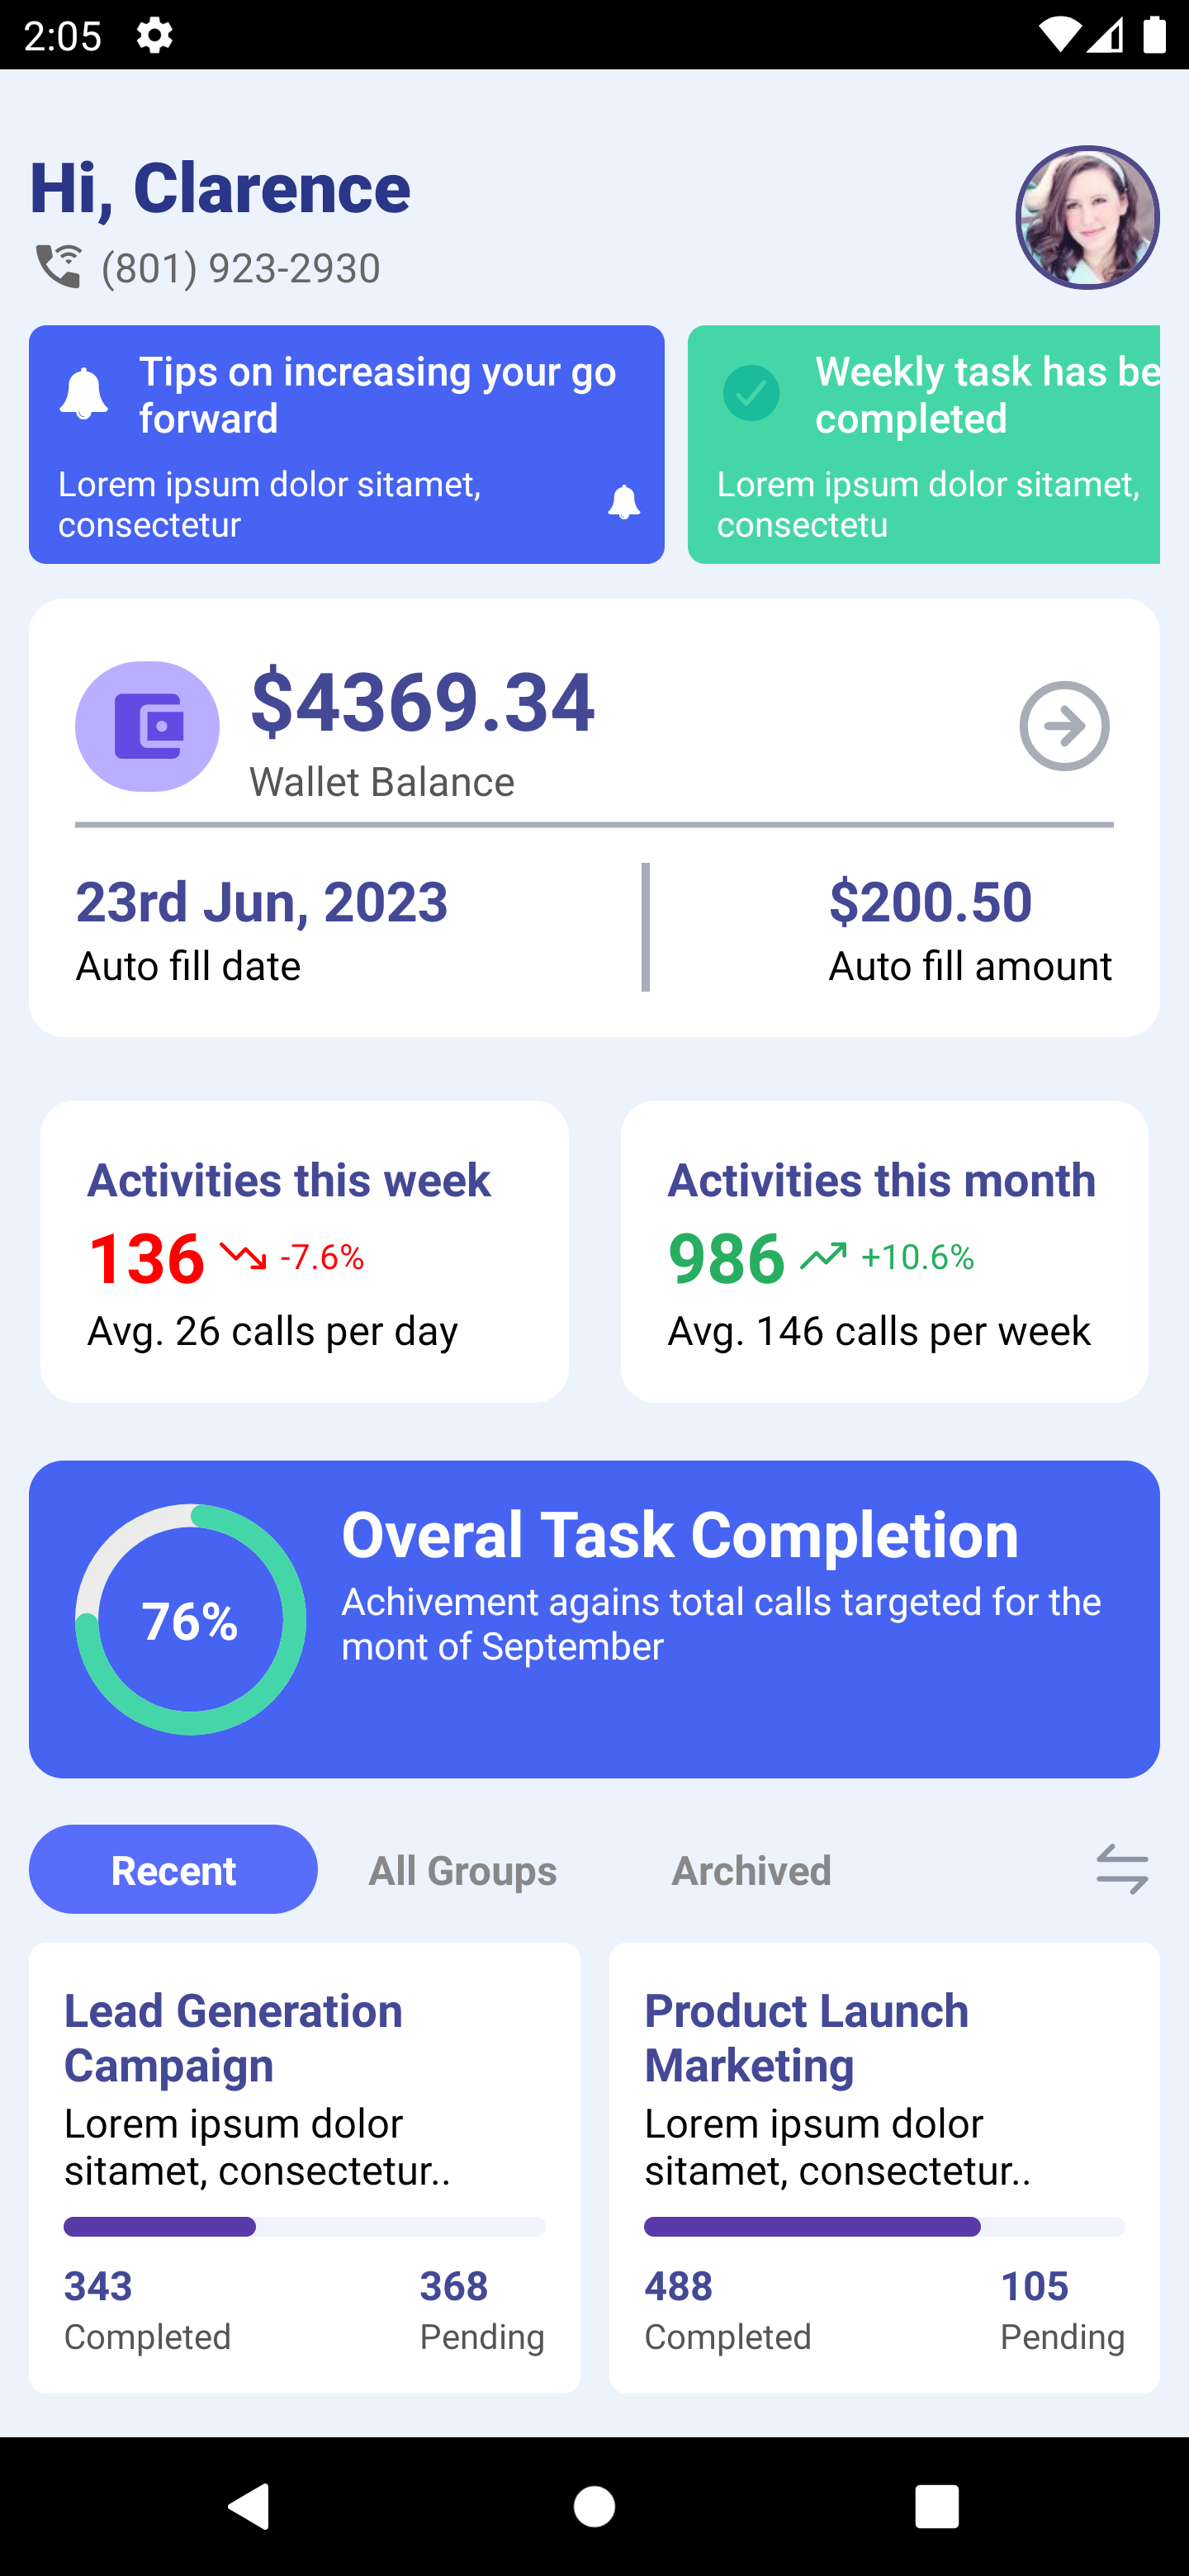 2:05
Hi, Clarence
(801) 923-2930
Tips on increasing your go
forward
Lorem ipsum dolor sitamet,
consectetur
Weekly task has be
completed
Lorem ipsum dolor sitamet,
consectetu
$4369.34
Wallet Balance
23rd Jun, 2023
Auto fill date
$200.50
Auto fill amount
Activities this week
136 -7.6%
Avg. 26 calls per day
Activities this month
986 +10.6%
Avg. 146 calls per week
76%
Overal Task Completion
Achivement agains total calls targeted for the
mont of September
Recent
All Groups
Archived
Lead Generation
Campaign
Lorem ipsum dolor
sitamet, consectetur..
343
Completed
368
Pending
Product Launch
Marketing
Lorem ipsum dolor
sitamet, consectetur..
488
Completed
105
Pending